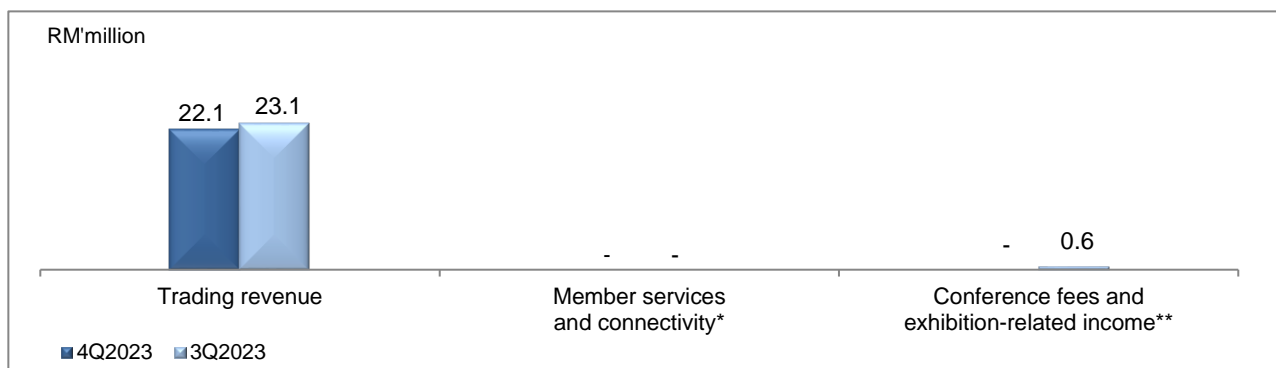 RM'million
22.1
23.1
-
-
-
0.6
Trading revenue
Member services
and connectivity*
Conference fees and
exhibition-related income**
4Q2023
3Q2023